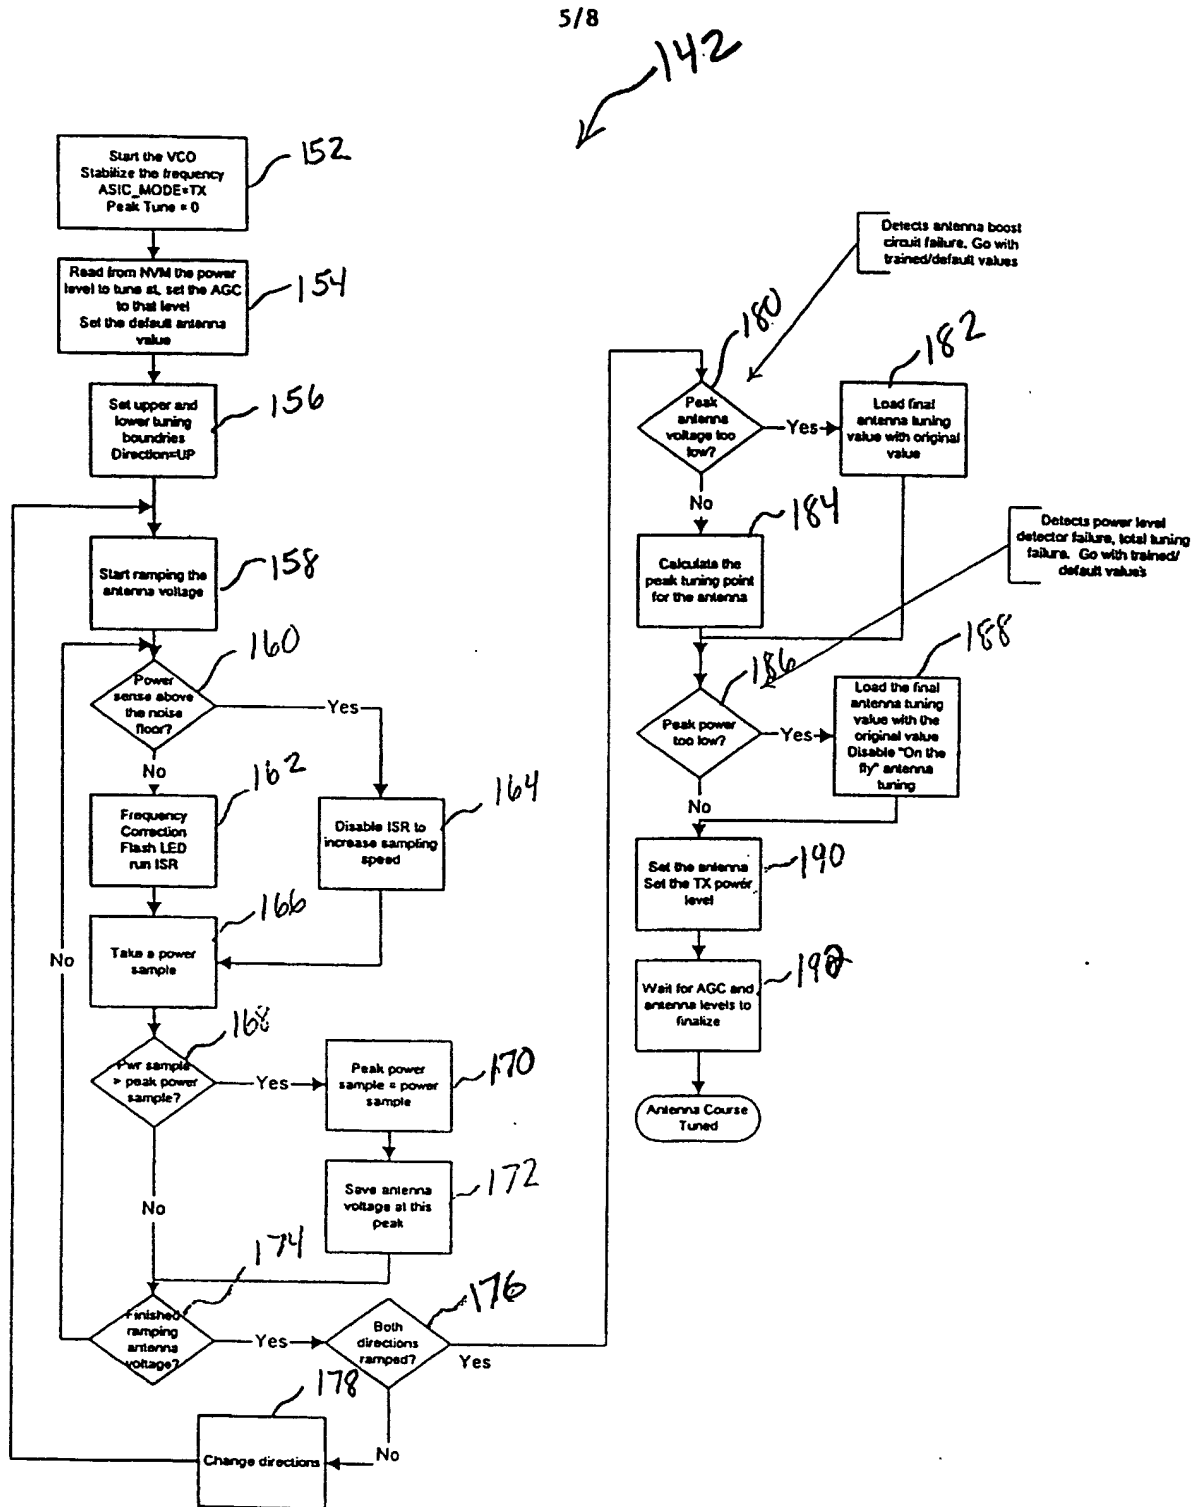 5/8
142
Start the VCO
Stabilize the frequency
ASIC_MODE=TX
Peak Tune = 0
152
Read from NVM the power
level to tune at, set the AGC
to that level
Set the default antenna
value
154
Set upper and
lower tuning
boundries
Direction=UP
156
Start ramping the
antenna voltage
158
Power
sense above
the noise
floor?
160
Yes
No
Frequency
Correction
Flash LED
run ISR
162
Disable ISR to
increase sampling
speed
164
Take a power
sample
166
No
Pwr sample
> peak power
sample?
168
Yes
Peak power
sample = power
sample
170
Save antenna
voltage at this
peak
172
No
Finished
ramping
antenna
voltage?
174
Yes
Both
directions
ramped?
176
Yes
No
Change directions
178
Detects antenna boost
circuit failure. Go with
trained/default values
Peak
antenna
voltage too
low?
180
Yes
Load final
antenna tuning
value with original
value
182
No
Calculate the
peak tuning point
for the antenna
184
Detects power level
detector failure, total tuning
failure. Go with trained/
default value's
Peak power
too low?
186
Yes
Load the final
antenna tuning
value with the
original value
Disable "On the
fly" antenna
tuning
188
No
Set the antenna
Set the TX power
level
190
Wait for AGC and
antenna levels to
finalize
192
Antenna Course
Tuned